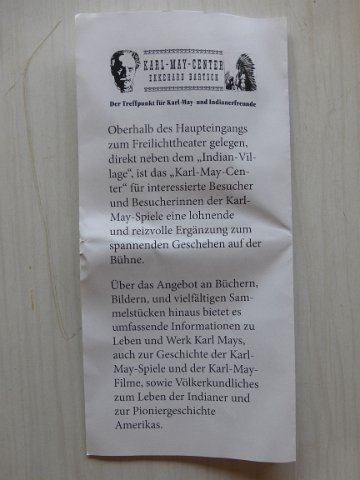 KARL-MAY-CENTER
EKKEHARD BARTSCH
Der Treffpunkt für Karl-May- und Indianerfreunde
Oberhalb des Haupteingangs
zum Freilichttheater gelegen,
direkt neben dem „Indian-Vil-
lage“, ist das „Karl-May-Cen-
ter“ für interessierte Besucher
und Besucherinnen der Karl-
May-Spiele eine lohnende
und reizvolle Ergänzung zum
spannenden Geschehen auf der
Bühne.
Über das Angebot an Büchern,
Bildern, und vielfältigen Sam-
melstücken hinaus bietet es
umfassende Informationen zu
Leben und Werk Karl Mays,
auch zur Geschichte der Karl-
May-Spiele und der Karl-May-
Filme, sowie Völkerkundliches
zum Leben der Indianer und
zur Pioniergeschichte
Amerikas.